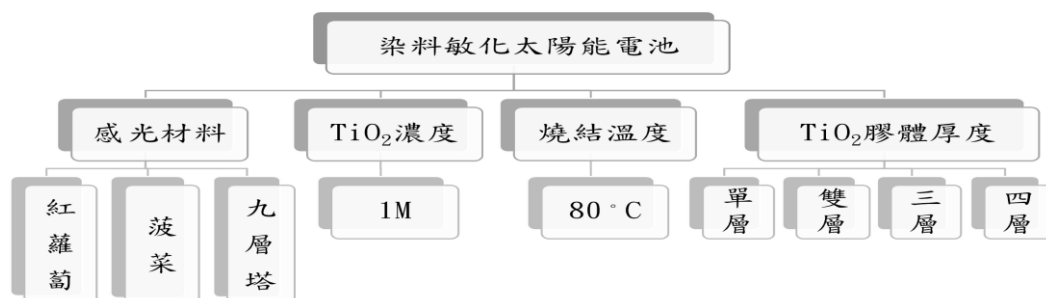 染料敏化太陽能電池
感光材料
TiO₂濃度
燒結溫度
TiO₂膠體厚度
紅蘿蔔
菠菜
九層塔
1M
80°C
單層
雙層
三層
四層